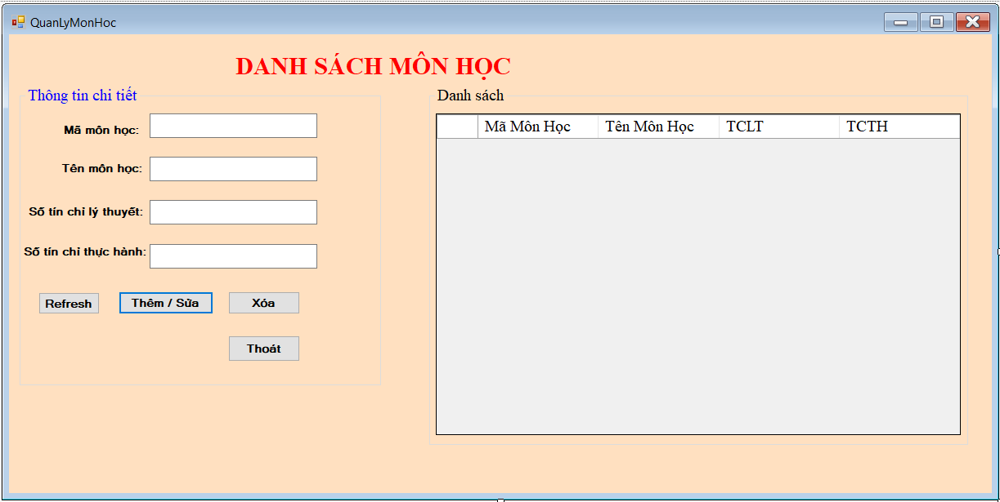 QuanLyMonHoc
DANH SÁCH MÔN HỌC
Thông tin chi tiết
Mã môn học:
Tên môn học:
Số tín chỉ lý thuyết:
Số tín chỉ thực hành:
Refresh Thêm / Sửa Xóa
Thoát
Danh sách
Mã Môn Học Tên Môn Học TCLT TCTH